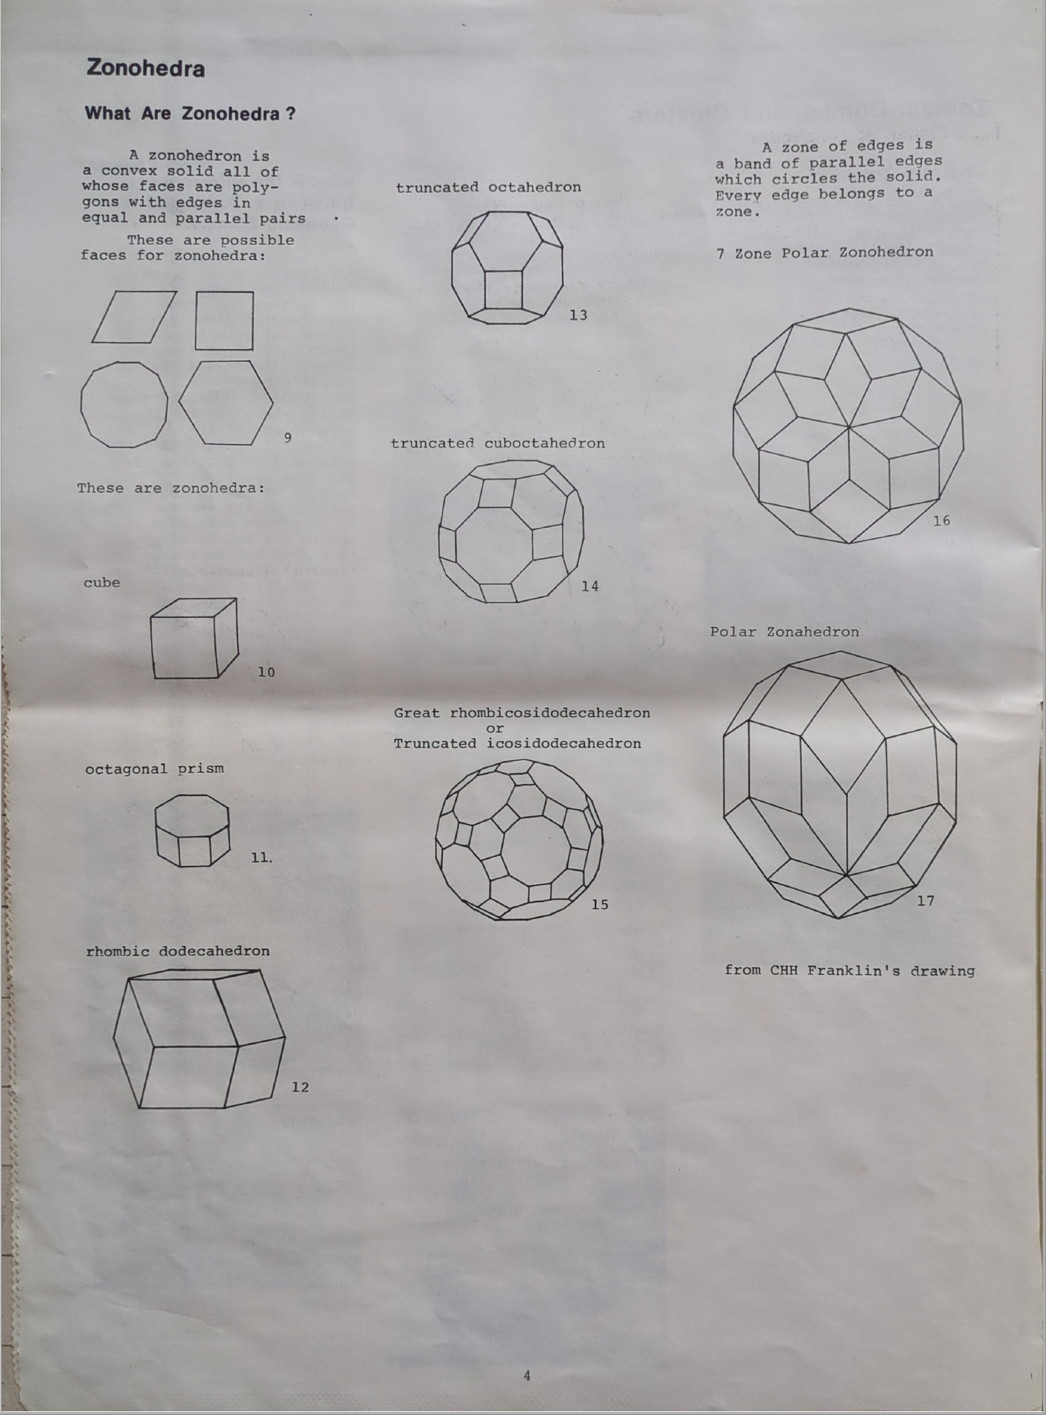 Zonohedra
What Are Zonohedra ?
A zonohedron is
a convex solid all of
whose faces are poly-
gons with edges in
equal and parallel pairs .
These are possible
faces for zonohedra:
9
These are zonohedra:
cube
10
octagonal prism
11.
rhombic dodecahedron
12
truncated octahedron
13
truncated cuboctahedron
14
Great rhombicosidodecahedron
or
Truncated icosidodecahedron
15
A zone of edges is
a band of parallel edges
which circles the solid.
Every edge belongs to a
zone.
7 Zone Polar Zonohedron
16
Polar Zonahedron
17
from CHH Franklin's drawing
4